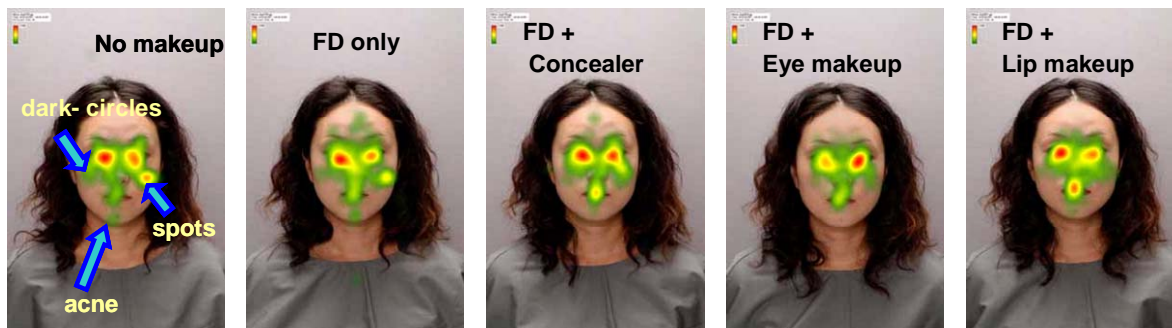 No makeup
dark- circles
spots
acne
FD only
FD +
Concealer
FD +
Eye makeup
FD +
Lip makeup